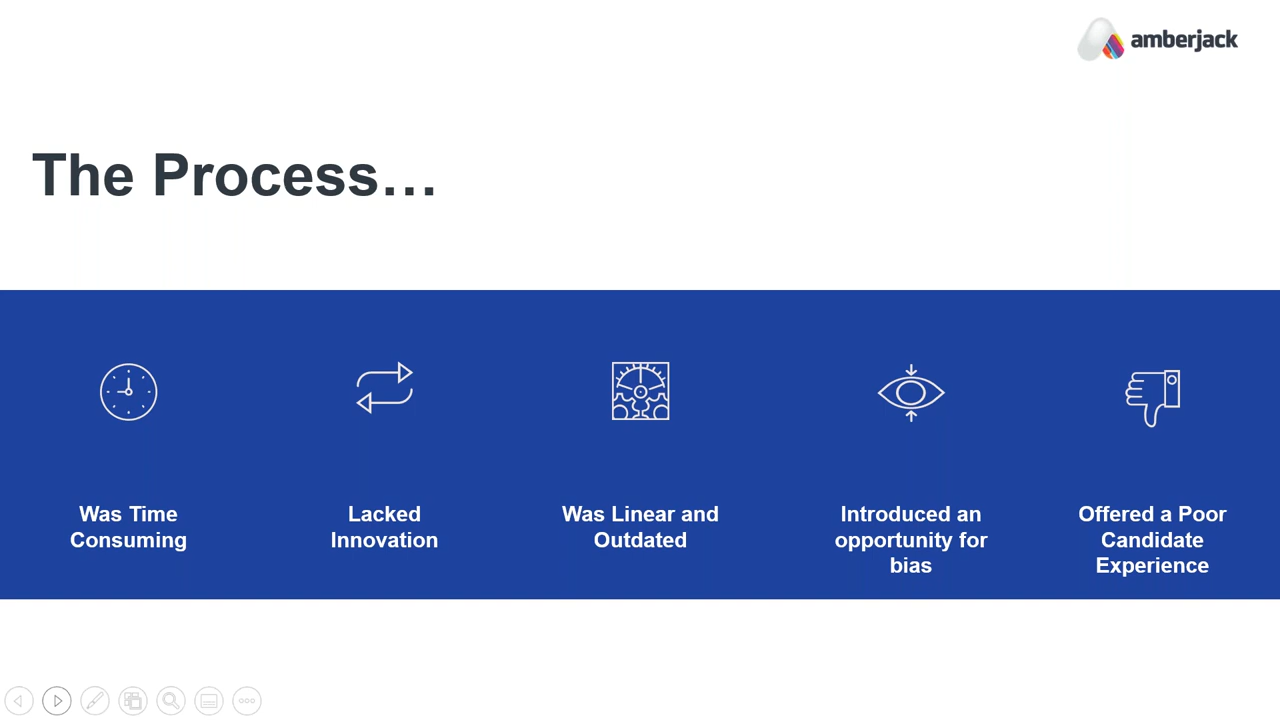 amberjack
The Process…
Was Time
Consuming
Lacked
Innovation
Was Linear and
Outdated
Introduced an
opportunity for
bias
Offered a Poor
Candidate
Experience